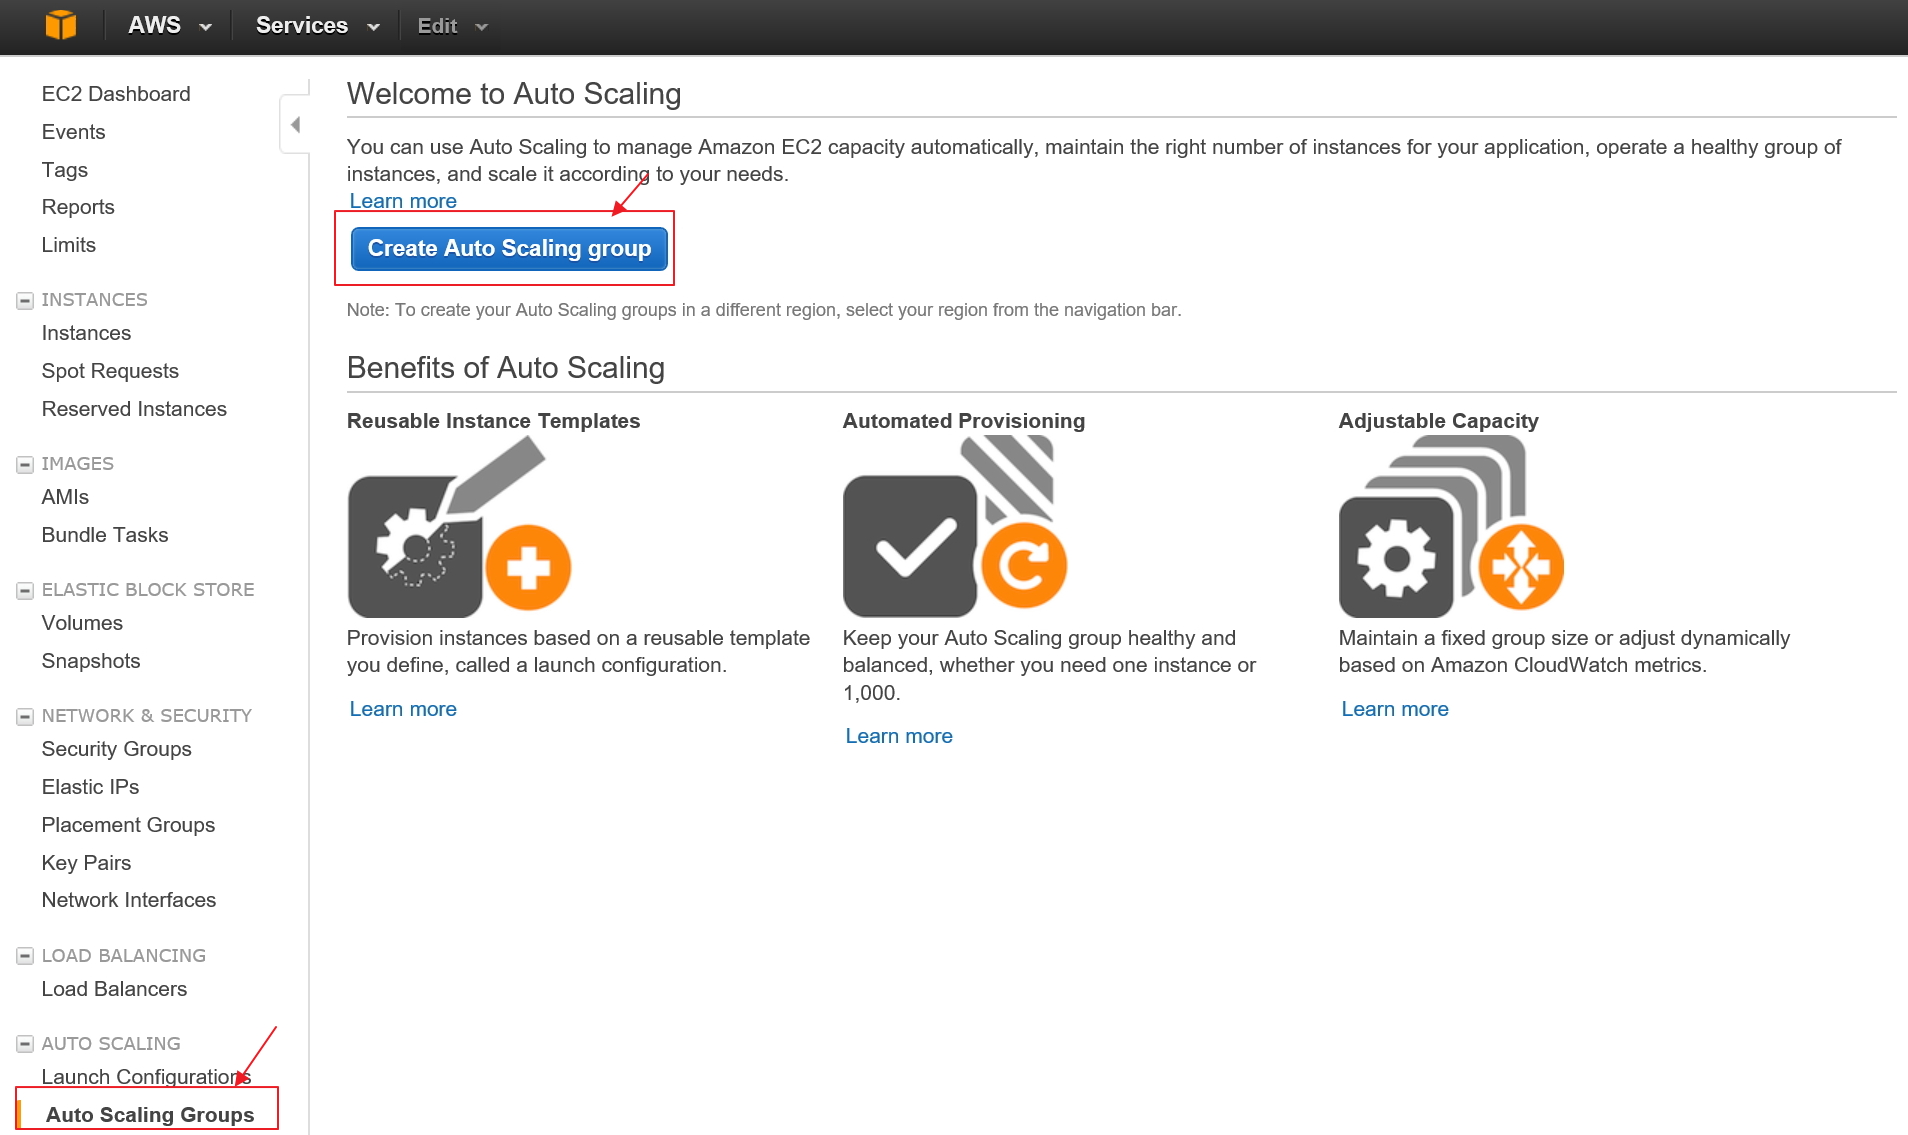 AWS Services Edit
EC2 Dashboard
Events
Tags
Reports
Limits
INSTANCES
Instances
Spot Requests
Reserved Instances
IMAGES
AMIs
Bundle Tasks
ELASTIC BLOCK STORE
Volumes
Snapshots
NETWORK & SECURITY
Security Groups
Elastic IPs
Placement Groups
Key Pairs
Network Interfaces
LOAD BALANCING
Load Balancers
AUTO SCALING
Launch Configurations
Auto Scaling Groups
Welcome to Auto Scaling
You can use Auto Scaling to manage Amazon EC2 capacity automatically, maintain the right number of instances for your application, operate a healthy group of
instances, and scale it according to your needs.
Learn more
Create Auto Scaling group
Note: To create your Auto Scaling groups in a different region, select your region from the navigation bar.
Benefits of Auto Scaling
Reusable Instance Templates
Provision instances based on a reusable template
you define, called a launch configuration.
Learn more
Automated Provisioning
Keep your Auto Scaling group healthy and
balanced, whether you need one instance or
1,000.
Learn more
Adjustable Capacity
Maintain a fixed group size or adjust dynamically
based on Amazon CloudWatch metrics.
Learn more